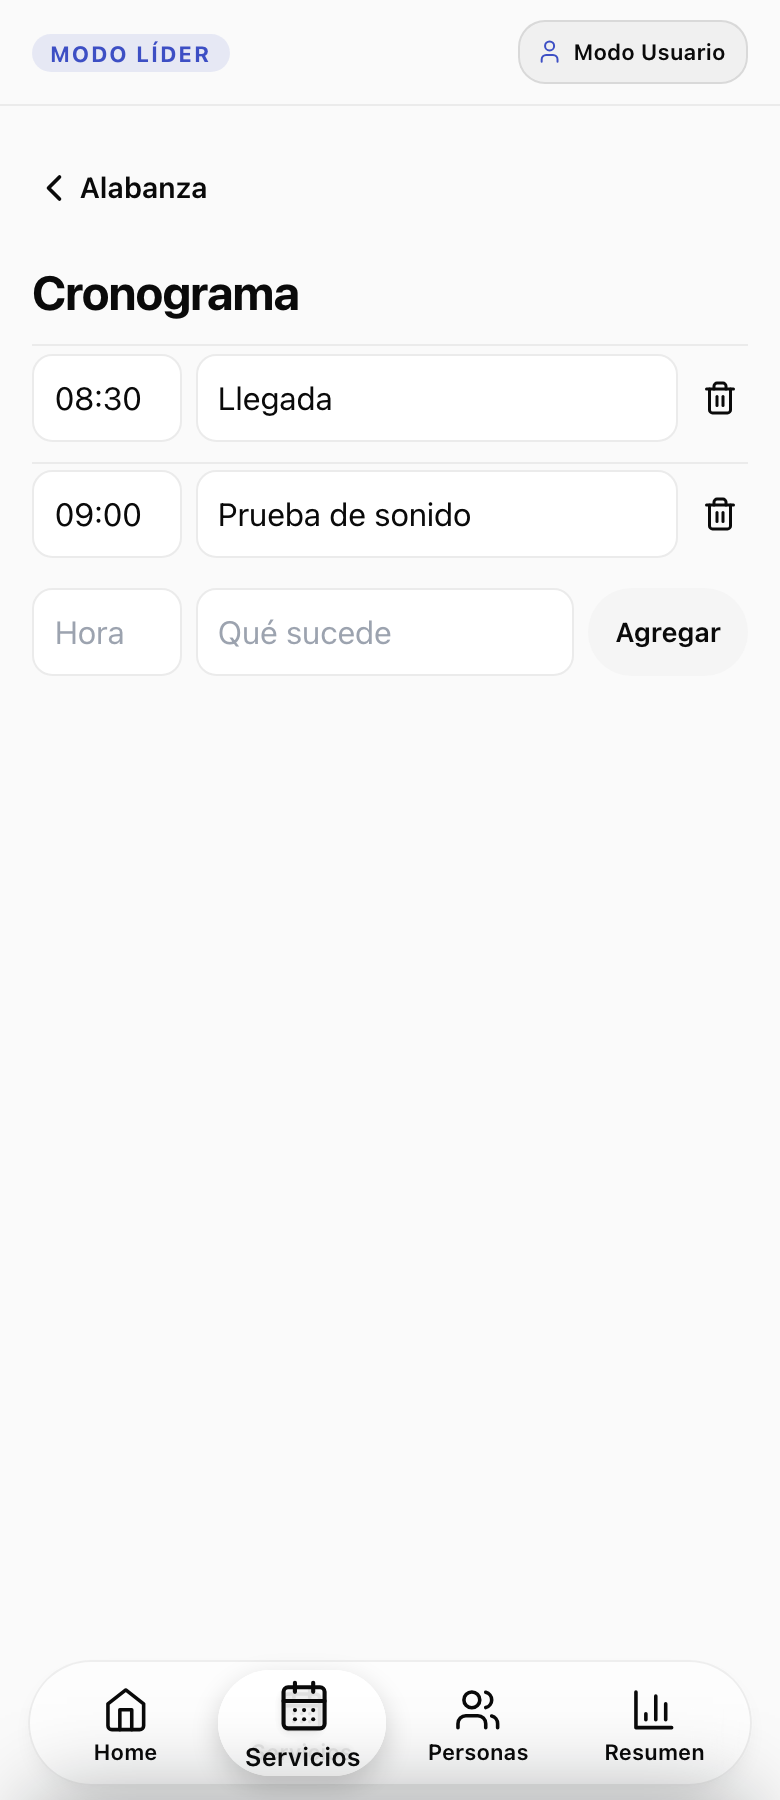 MODO LÍDER
Modo Usuario
Alabanza
Cronograma
08:30 Llegada
09:00 Prueba de sonido
Hora Qué sucede Agregar
Home Servicios Personas Resumen